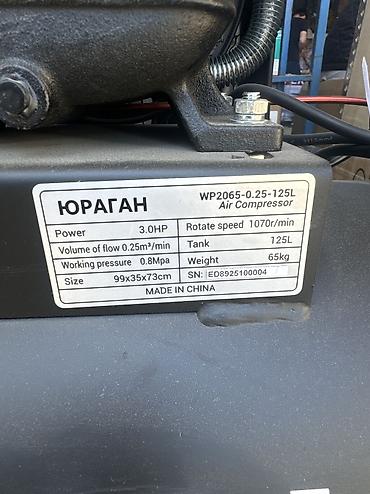 ЮРАГАН WP2065-0.25-125L
Air Compressor
Power 3.0HP Rotate speed 1070r/min
Volume of flow 0.25m³/min Tank 125L
Working pressure 0.8Mpa Weight 65kg
Size 99x35x73cm SN: ED8925100004
MADE IN CHINA